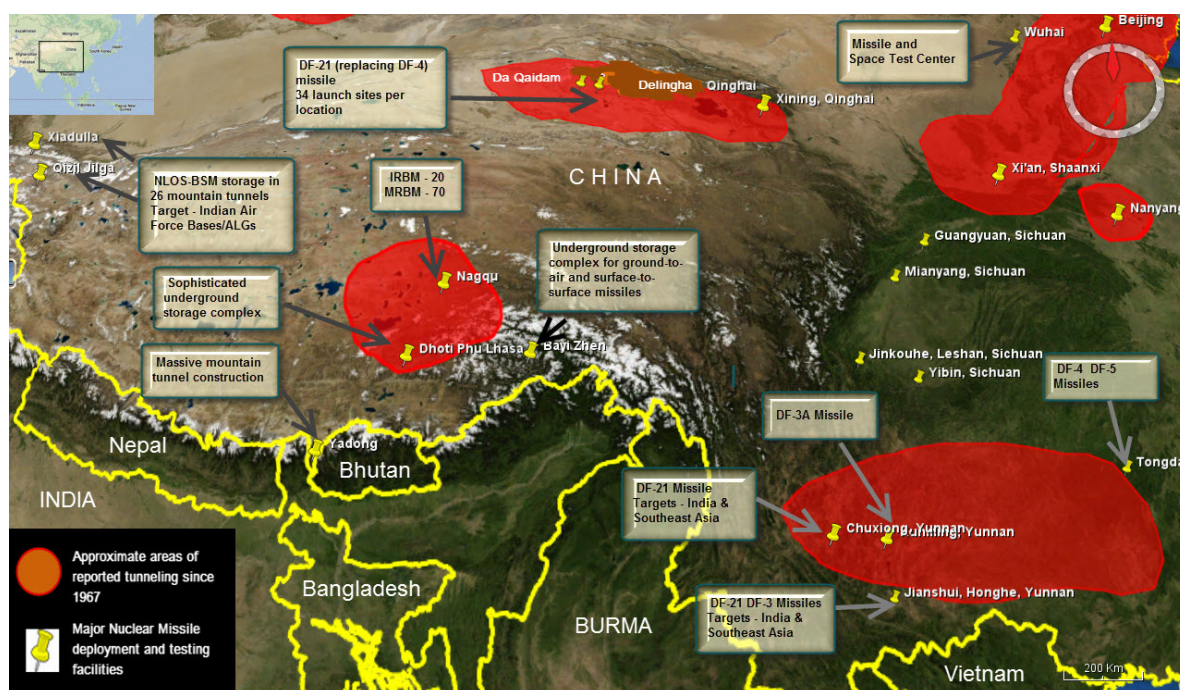 Wuhai
Beijing
Missile and
Space Test Center
DF-21 (replacing DF-4)
missile
34 launch sites per
location
Da Qaidam
Delingha
Qinghai
Xining, Qinghai
Xiadulla
Qizil Jilga
NLOS-BSM storage in
26 mountain tunnels
Target - Indian Air
Force Bases/ALGs
IRBM - 20
MRBM - 70
CHINA
Xi'an, Shaanxi
Nanyang
Guangyuan, Sichuan
Mianyang, Sichuan
Underground storage
complex for ground-to-
air and surface-to-
surface missiles
Nagqu
Sophisticated
underground
storage complex
Dhoti Phu Lhasa
Bayi Zhen
Massive mountain
tunnel construction
Jinkouhe, Leshan, Sichuan
Yibin, Sichuan
DF-4 DF-5
Missiles
DF-3A Missile
Yadong
Nepal
Bhutan
INDIA
Tongda
DF-21 Missile
Targets - India &
Southeast Asia
Chuxiong, Yunnan
Yunnan
Approximate areas of
reported tunneling since
1967
Bangladesh
BURMA
DF-21 DF-3 Missiles
Targets - India &
Southeast Asia
Jianshui, Honghe, Yunnan
Major Nuclear Missile
deployment and testing
facilities
Vietnam
200 Km